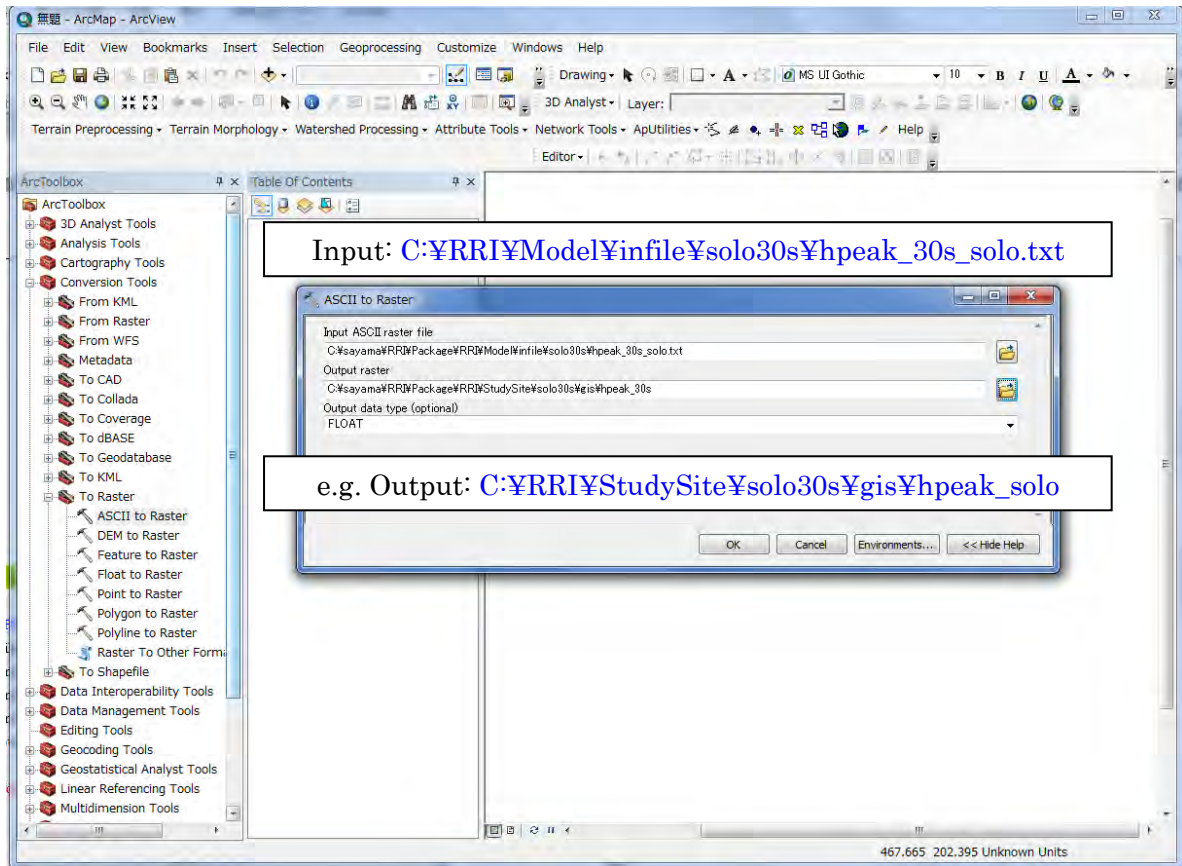 無題 - ArcMap - ArcView
File Edit View Bookmarks Insert Selection Geoprocessing Customize Windows Help
Drawing A MS UI Gothic 10 B I U A
3D Analyst Layer:
Terrain Preprocessing Terrain Morphology Watershed Processing Attribute Tools Network Tools ApUtilities Help
Editor
ArcToolbox
Table Of Contents
ArcToolbox
3D Analyst Tools
Analysis Tools
Cartography Tools
Conversion Tools
From KML
From Raster
From WFS
Metadata
To CAD
To Collada
To Coverage
To dBASE
To Geodatabase
To KML
To Raster
ASCII to Raster
DEM to Raster
Feature to Raster
Float to Raster
Point to Raster
Polygon to Raster
Polyline to Raster
Raster To Other Forma
To Shapefile
Data Interoperability Tools
Data Management Tools
Editing Tools
Geocoding Tools
Geostatistical Analyst Tools
Linear Referencing Tools
Multidimension Tools
Input: C:¥RRI¥Model¥infile¥solo30s¥hpeak_30s_solo.txt
ASCII to Raster
Input ASCII raster file
C:¥sayama¥RRI¥Package¥RRI¥Model¥infile¥solo30s¥hpeak_30s_solo.txt
Output raster
C:¥sayama¥RRI¥Package¥RRI¥StudySite¥solo30s¥gis¥hpeak_30s
Output data type (optional)
FLOAT
e.g. Output: C:¥RRI¥StudySite¥solo30s¥gis¥hpeak_solo
OK Cancel Environments... << Hide Help
467.665 202.395 Unknown Units